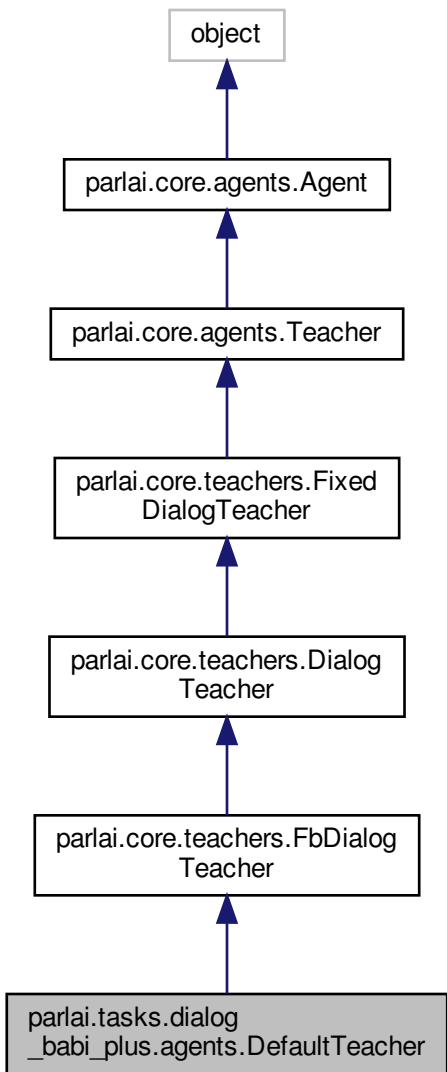 object
parlai.core.agents.Agent
parlai.core.agents.Teacher
parlai.core.teachers.Fixed
DialogTeacher
parlai.core.teachers.Dialog
Teacher
parlai.core.teachers.FbDialog
Teacher
parlai.tasks.dialog
_babi_plus.agents.DefaultTeacher